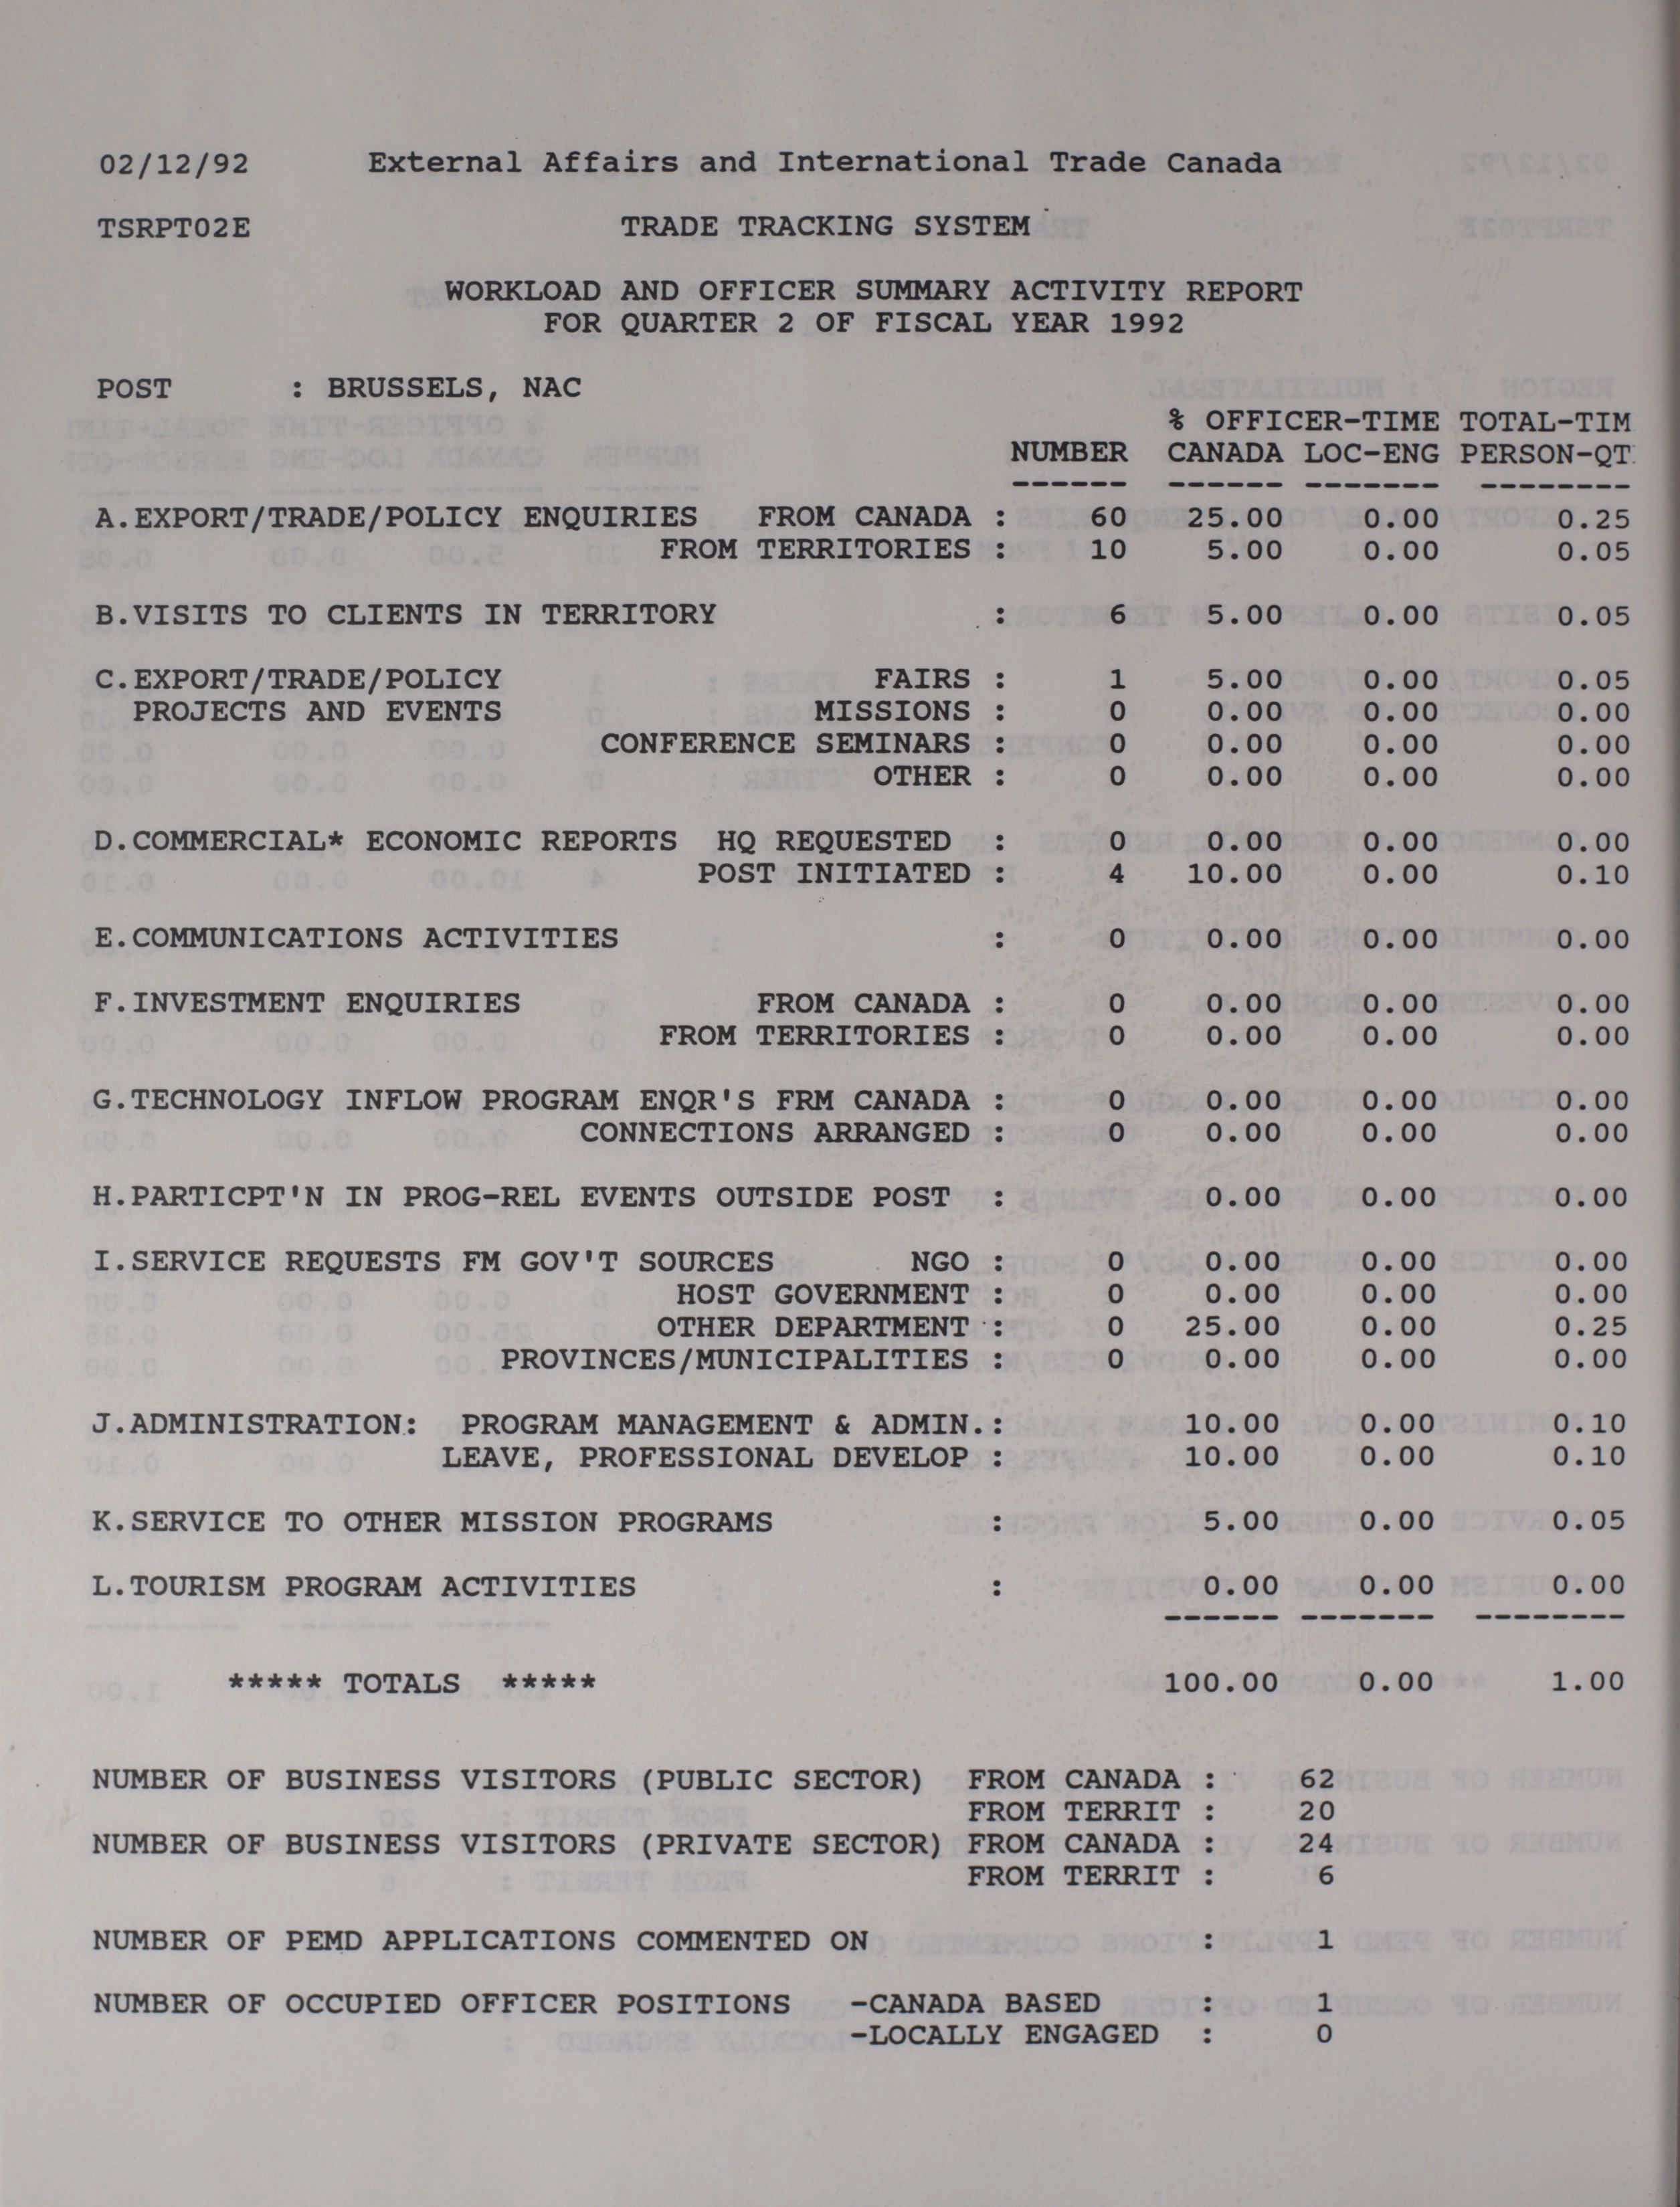 02/12/92 External Affairs and International Trade Canada
TSRPT02E TRADE TRACKING SYSTEM
WORKLOAD AND OFFICER SUMMARY ACTIVITY REPORT
FOR QUARTER 2 OF FISCAL YEAR 1992
POST : BRUSSELS, NAC
% OFFICER-TIME TOTAL-TIM
NUMBER CANADA LOC-ENG PERSON-QT
------ ------ ------- --------
A.EXPORT/TRADE/POLICY ENQUIRIES FROM CANADA : 60 25.00 0.00 0.25
FROM TERRITORIES : 10 5.00 0.00 0.05
B.VISITS TO CLIENTS IN TERRITORY : 6 5.00 0.00 0.05
C.EXPORT/TRADE/POLICY FAIRS : 1 5.00 0.00 0.05
PROJECTS AND EVENTS MISSIONS : 0 0.00 0.00 0.00
CONFERENCE SEMINARS : 0 0.00 0.00 0.00
OTHER : 0 0.00 0.00 0.00
D.COMMERCIAL* ECONOMIC REPORTS HQ REQUESTED : 0 0.00 0.00 0.00
POST INITIATED : 4 10.00 0.00 0.10
E.COMMUNICATIONS ACTIVITIES : 0 0.00 0.00 0.00
F.INVESTMENT ENQUIRIES FROM CANADA : 0 0.00 0.00 0.00
FROM TERRITORIES : 0 0.00 0.00 0.00
G.TECHNOLOGY INFLOW PROGRAM ENQR'S FRM CANADA : 0 0.00 0.00 0.00
CONNECTIONS ARRANGED : 0 0.00 0.00 0.00
H.PARTICPT'N IN PROG-REL EVENTS OUTSIDE POST : 0.00 0.00 0.00
I.SERVICE REQUESTS FM GOV'T SOURCES NGO : 0 0.00 0.00 0.00
HOST GOVERNMENT : 0 0.00 0.00 0.00
OTHER DEPARTMENT : 0 25.00 0.00 0.25
PROVINCES/MUNICIPALITIES : 0 0.00 0.00 0.00
J.ADMINISTRATION: PROGRAM MANAGEMENT & ADMIN.: 10.00 0.00 0.10
LEAVE, PROFESSIONAL DEVELOP : 10.00 0.00 0.10
K.SERVICE TO OTHER MISSION PROGRAMS : 5.00 0.00 0.05
L.TOURISM PROGRAM ACTIVITIES : 0.00 0.00 0.00
------ ------- --------
***** TOTALS ***** 100.00 0.00 1.00
NUMBER OF BUSINESS VISITORS (PUBLIC SECTOR) FROM CANADA : 62
FROM TERRIT : 20
NUMBER OF BUSINESS VISITORS (PRIVATE SECTOR) FROM CANADA : 24
FROM TERRIT : 6
NUMBER OF PEMD APPLICATIONS COMMENTED ON : 1
NUMBER OF OCCUPIED OFFICER POSITIONS -CANADA BASED : 1
-LOCALLY ENGAGED : 0